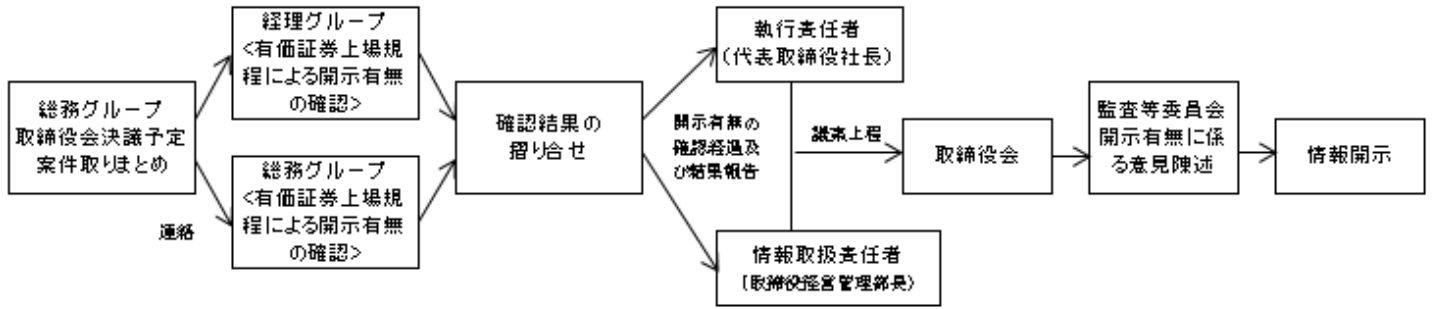 総務グループ
取締役会決議予定
案件取りまとめ
連絡
経理グループ
<有価証券上場規
程による開示有無
の確認>
総務グループ
<有価証券上場規
程による開示有無
の確認>
確認結果の
摺り合せ
開示有無の
確認経過及
び結果報告
執行責任者
(代表取締役社長)
情報取扱責任者
(取締役経営管理部長)
議案上程
取締役会
監査等委員会
開示有無に係
る意見陳述
情報開示